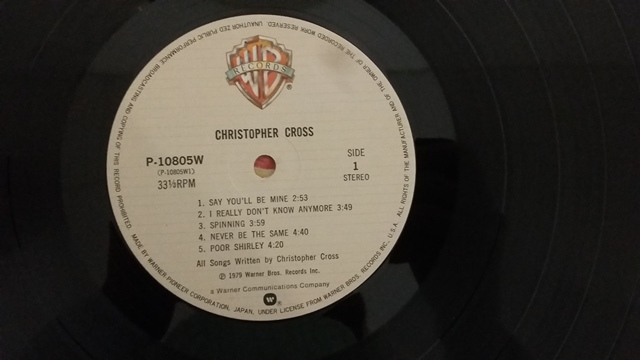 WB
RECORDS
®
CHRISTOPHER CROSS
P-10805W
(P-10805W1)
33⅓RPM
SIDE
1
STEREO
1. SAY YOU'LL BE MINE 2:53
2. I REALLY DON'T KNOW ANYMORE 3:49
3. SPINNING 3:59
4. NEVER BE THE SAME 4:40
5. POOR SHIRLEY 4:20
All Songs Written by Christopher Cross
℗ 1979 Warner Bros. Records Inc.
a Warner Communications Company
W
MADE BY WARNER-PIONEER CORPORATION, JAPAN, UNDER LICENSE FROM WARNER BROS. RECORDS INC. U.S.A. ALL RIGHTS OF THE MANUFACTURER AND OF THE OWNER OF THE RECORDED WORK RESERVED. UNAUTHORIZED PUBLIC PERFORMANCE BROADCASTING AND COPYING OF THIS RECORD PROHIBITED.